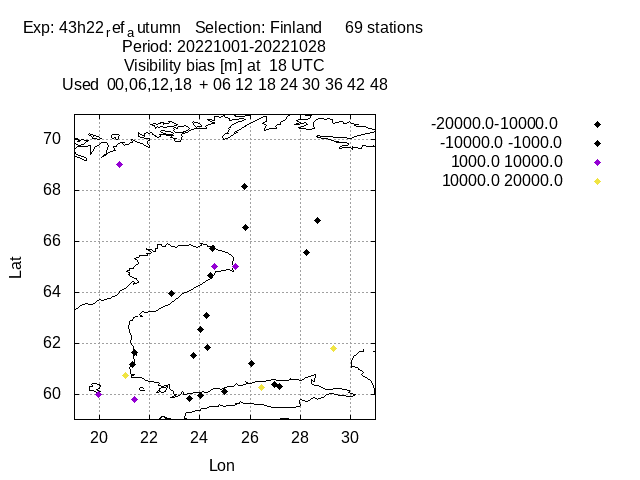 Exp: 43h22ref a utumn Selection: Finland 69 stations
Period: 20221001-20221028
Visibility bias [m] at 18 UTC
Used 00,06,12,18 + 06 12 18 24 30 36 42 48
-20000.0-10000.0
-10000.0 -1000.0
1000.0 10000.0
10000.0 20000.0
70
68
66
64
62
60
Lat
20 22 24 26 28 30
Lon